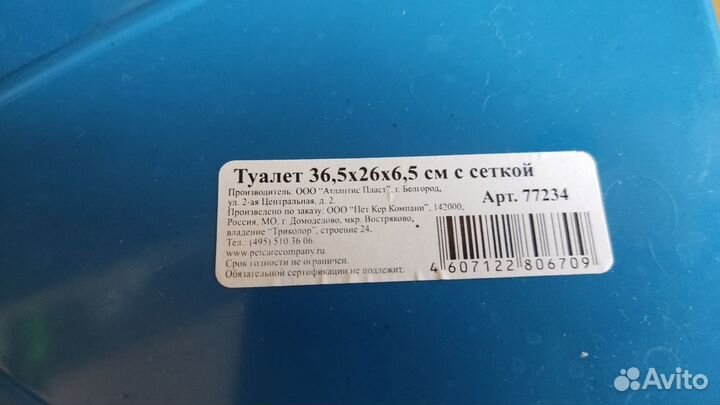 Туалет 36,5х26х6,5 см с сеткой
Производитель: ООО "Атлантис Пласт", г. Белгород,
ул. 2-ая Центральная, д. 2
Арт. 77234
Произведено по заказу: ООО "Пет Кер Компани", 142000,
Россия, МО, г. Домодедово, мкр. Востряково,
владение "Триколор", строение 24.
Тел.: (495) 510 36 06.
www.petcarecompany.ru
Срок годности не ограничен.
Обязательной сертификации не подлежит.
4 607122 806709
Avito